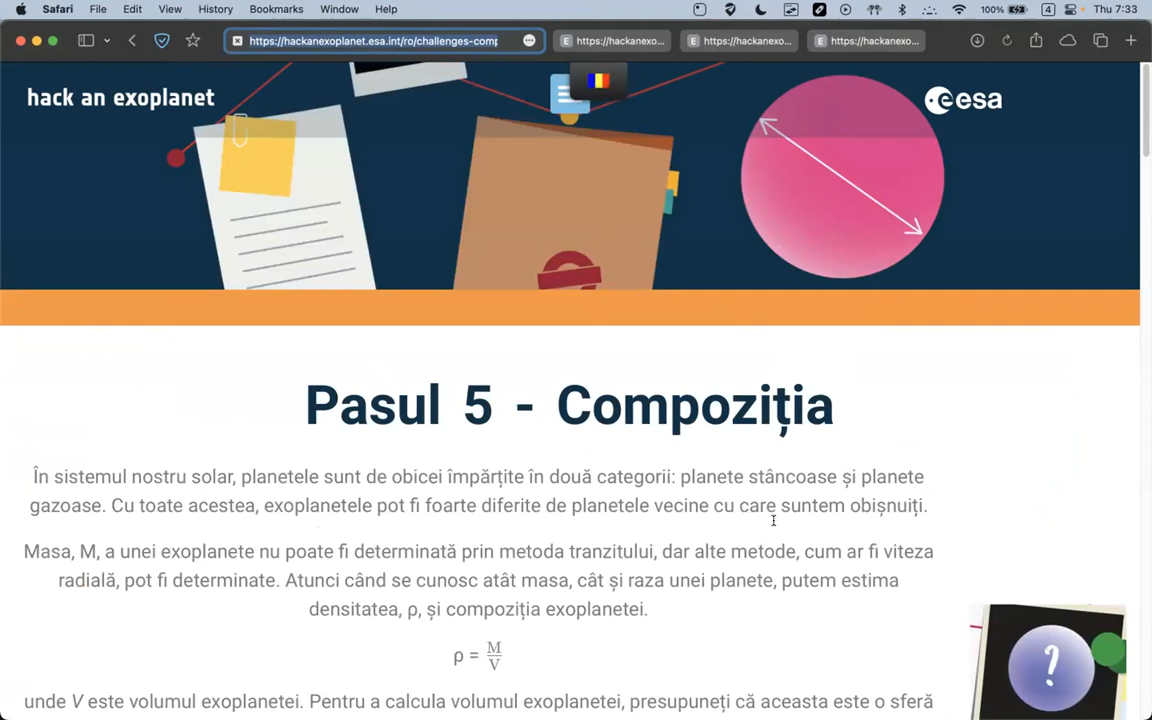 Safari File Edit View History Bookmarks Window Help 100% 4 Thu 7:33
https://hackanexoplanet.esa.int/ro/challenges-comp E https://hackanexo... E https://hackanexo... E https://hackanexo...
hack an exoplanet
esa
Pasul 5 - Compoziția
În sistemul nostru solar, planetele sunt de obicei împărțite în două categorii: planete stâncoase și planete
gazoase. Cu toate acestea, exoplanetele pot fi foarte diferite de planetele vecine cu care suntem obișnuiți.
Masa, M, a unei exoplanete nu poate fi determinată prin metoda tranzitului, dar alte metode, cum ar fi viteza
radială, pot fi determinate. Atunci când se cunosc atât masa, cât și raza unei planete, putem estima
densitatea, ρ, și compoziția exoplanetei.
ρ = M/V
unde V este volumul exoplanetei. Pentru a calcula volumul exoplanetei, presupuneți că aceasta este o sferă
?